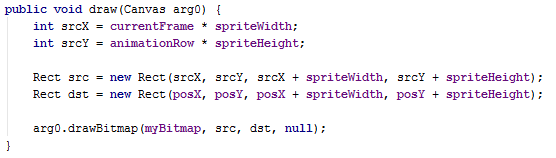 public void draw(Canvas arg0) {
    int srcX = currentFrame * spriteWidth;
    int srcY = animationRow * spriteHeight;

    Rect src = new Rect(srcX, srcY, srcX + spriteWidth, srcY + spriteHeight);
    Rect dst = new Rect(posX, posY, posX + spriteWidth, posY + spriteHeight);

    arg0.drawBitmap(myBitmap, src, dst, null);
}